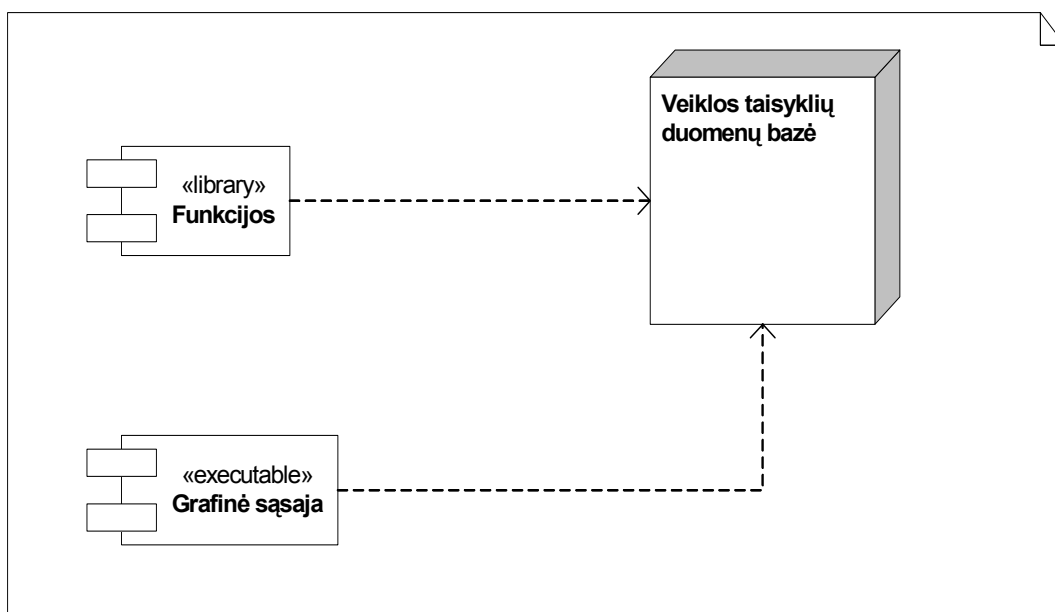 Veiklos taisyklių
duomenų bazė
«library»
Funkcijos
«executable»
Grafinė sąsaja